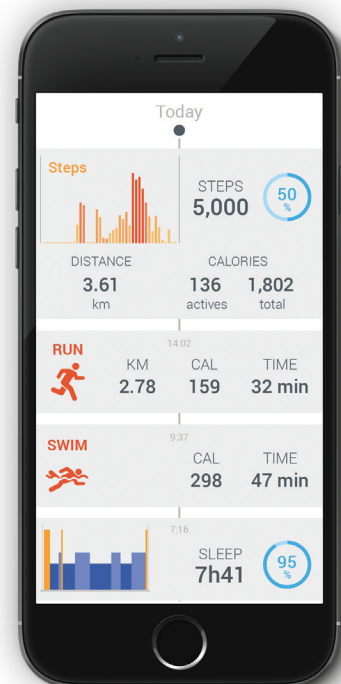 Today
Steps
STEPS
5,000
50
%
DISTANCE
3.61
km
CALORIES
136 1,802
actives total
14:02
RUN
KM CAL TIME
2.78 159 32 min
9:37
SWIM
CAL TIME
298 47 min
7:16
SLEEP
7h41
95
%